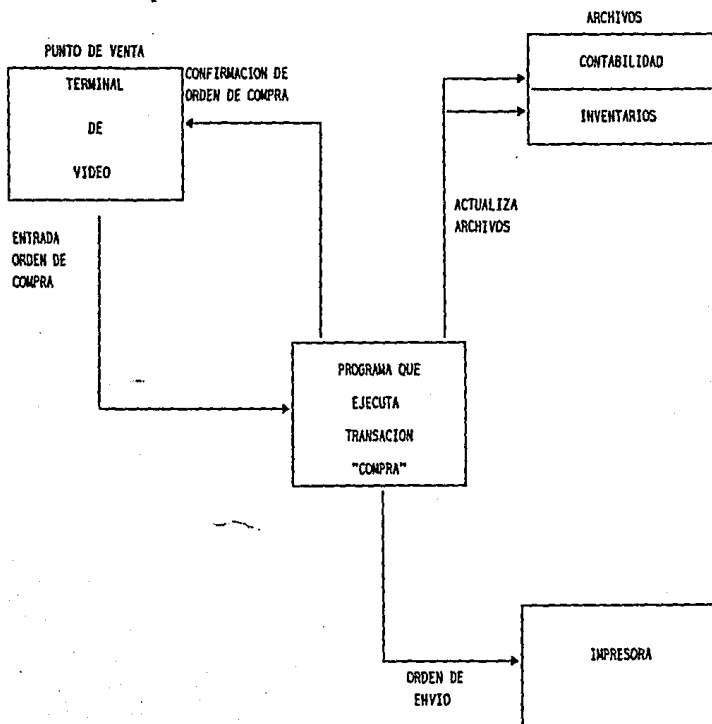 ARCHIVOS
PUNTO DE VENTA
TERMINAL
DE
VIDEO
CONFIRMACION DE
ORDEN DE COMPRA
CONTABILIDAD
INVENTARIOS
ENTRADA
ORDEN DE
COMPRA
ACTUALIZA
ARCHIVOS
PROGRAMA QUE
EJECUTA
TRANSACION
"COMPRA"
IMPRESORA
ORDEN DE
ENVIO